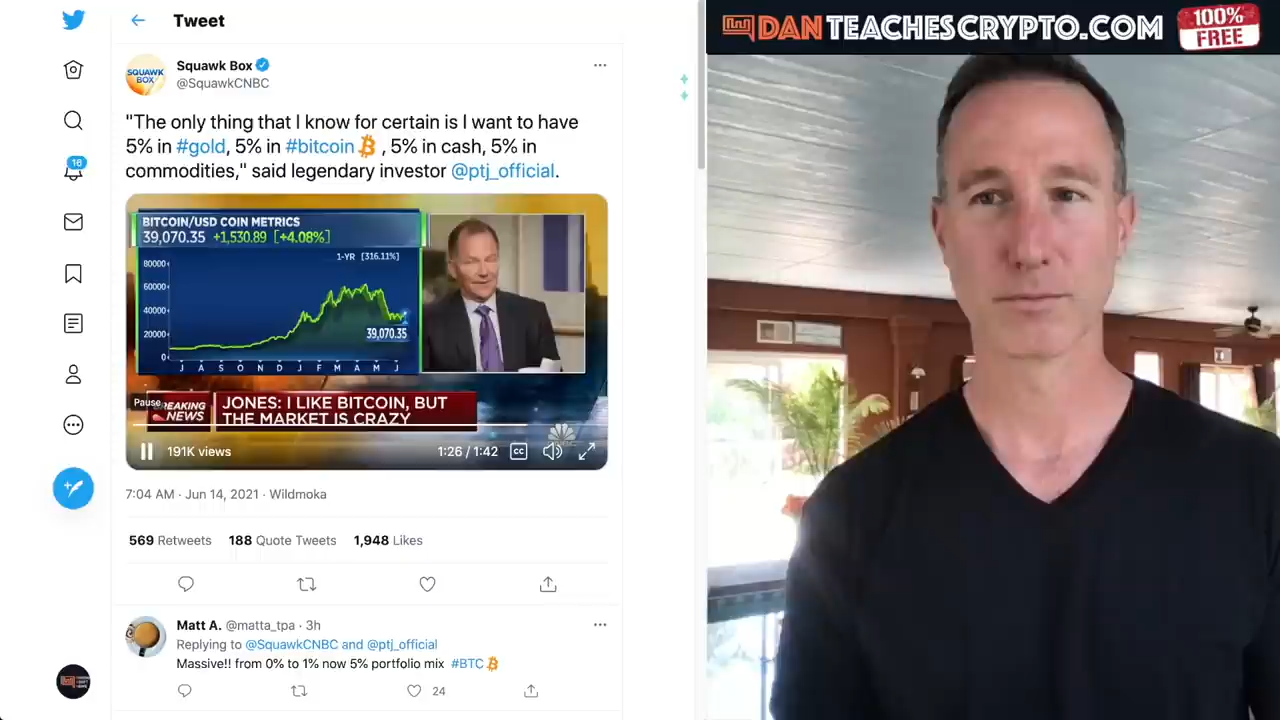 Tweet
Squawk Box
@SquawkCNBC
"The only thing that I know for certain is I want to have
5% in #gold, 5% in #bitcoin , 5% in cash, 5% in
commodities," said legendary investor @ptj_official.
SQUAWK
BOX
BITCOIN/USD COIN METRICS
39,070.35 +1,530.89 [+4.08%]
1-YR [316.11%]
80000
60000
40000
20000
0
39,070.35
J A S O N D J F M A M J
Pause
BREAKING
NEWS
JONES: I LIKE BITCOIN, BUT
THE MARKET IS CRAZY
191K views
1:26 / 1:42
CC
7:04 AM · Jun 14, 2021 · Wildmoka
569 Retweets 188 Quote Tweets 1,948 Likes
Matt A. @matta_tpa · 3h
Replying to @SquawkCNBC and @ptj_official
Massive!! from 0% to 1% now 5% portfolio mix #BTC
24
16
DANTEACHESCRYPTO.COM
100%
FREE